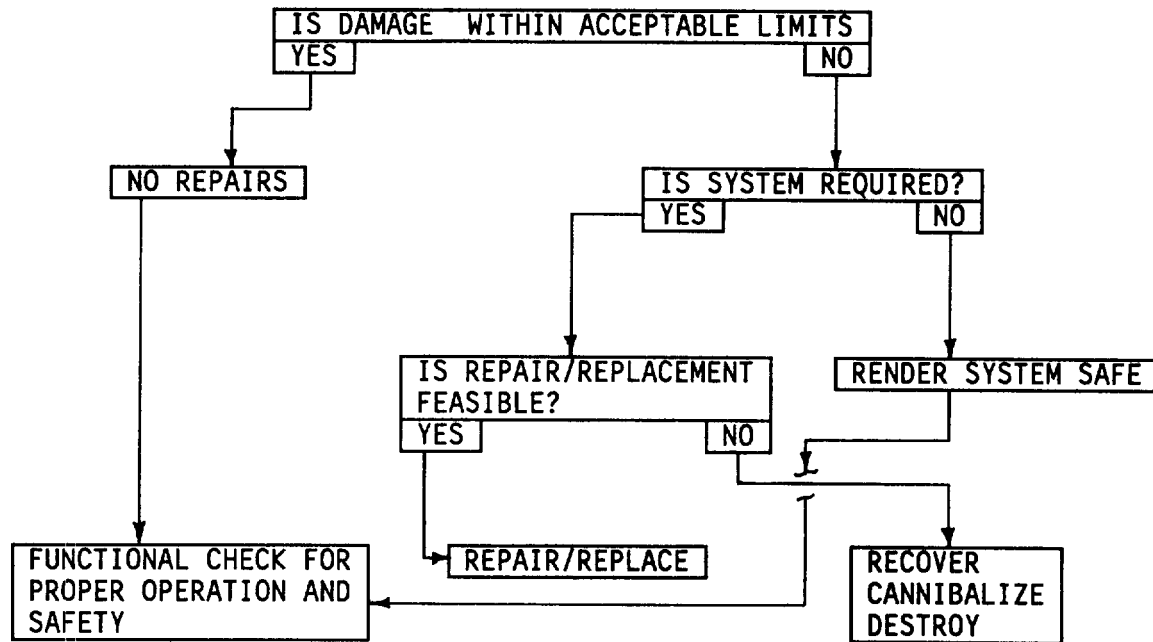 IS DAMAGE WITHIN ACCEPTABLE LIMITS
YES
NO
NO REPAIRS
IS SYSTEM REQUIRED?
YES
NO
IS REPAIR/REPLACEMENT
FEASIBLE?
YES
NO
RENDER SYSTEM SAFE
FUNCTIONAL CHECK FOR
PROPER OPERATION AND
SAFETY
REPAIR/REPLACE
RECOVER
CANNIBALIZE
DESTROY